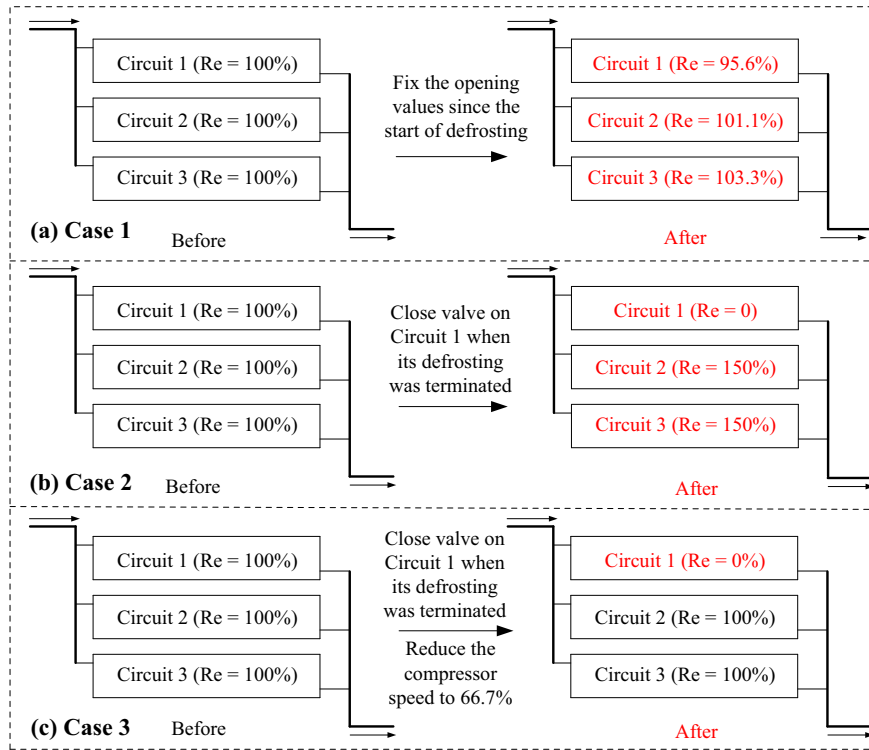 Circuit 1 (Re = 100%)
Circuit 2 (Re = 100%)
Circuit 3 (Re = 100%)
Fix the opening
values since the
start of defrosting
Circuit 1 (Re = 95.6%)
Circuit 2 (Re = 101.1%)
Circuit 3 (Re = 103.3%)
(a) Case 1
Before
After
Circuit 1 (Re = 100%)
Circuit 2 (Re = 100%)
Circuit 3 (Re = 100%)
Close valve on
Circuit 1 when
its defrosting
was terminated
Circuit 1 (Re = 0)
Circuit 2 (Re = 150%)
Circuit 3 (Re = 150%)
(b) Case 2
Before
After
Circuit 1 (Re = 100%)
Circuit 2 (Re = 100%)
Circuit 3 (Re = 100%)
Close valve on
Circuit 1 when
its defrosting
was terminated
Reduce the
compressor
speed to 66.7%
Circuit 1 (Re = 0%)
Circuit 2 (Re = 100%)
Circuit 3 (Re = 100%)
(c) Case 3
Before
After